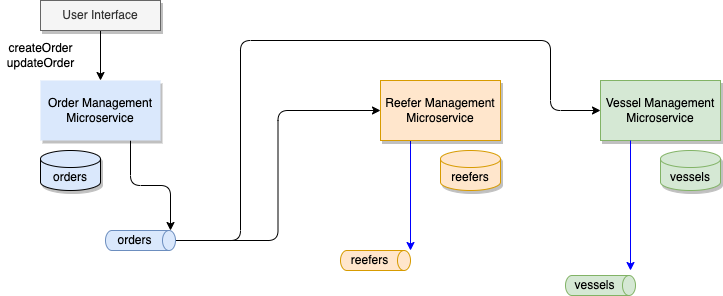 User Interface
createOrder
updateOrder
Order Management
Microservice
Reefer Management
Microservice
Vessel Management
Microservice
orders
reefers
vessels
orders
reefers
vessels